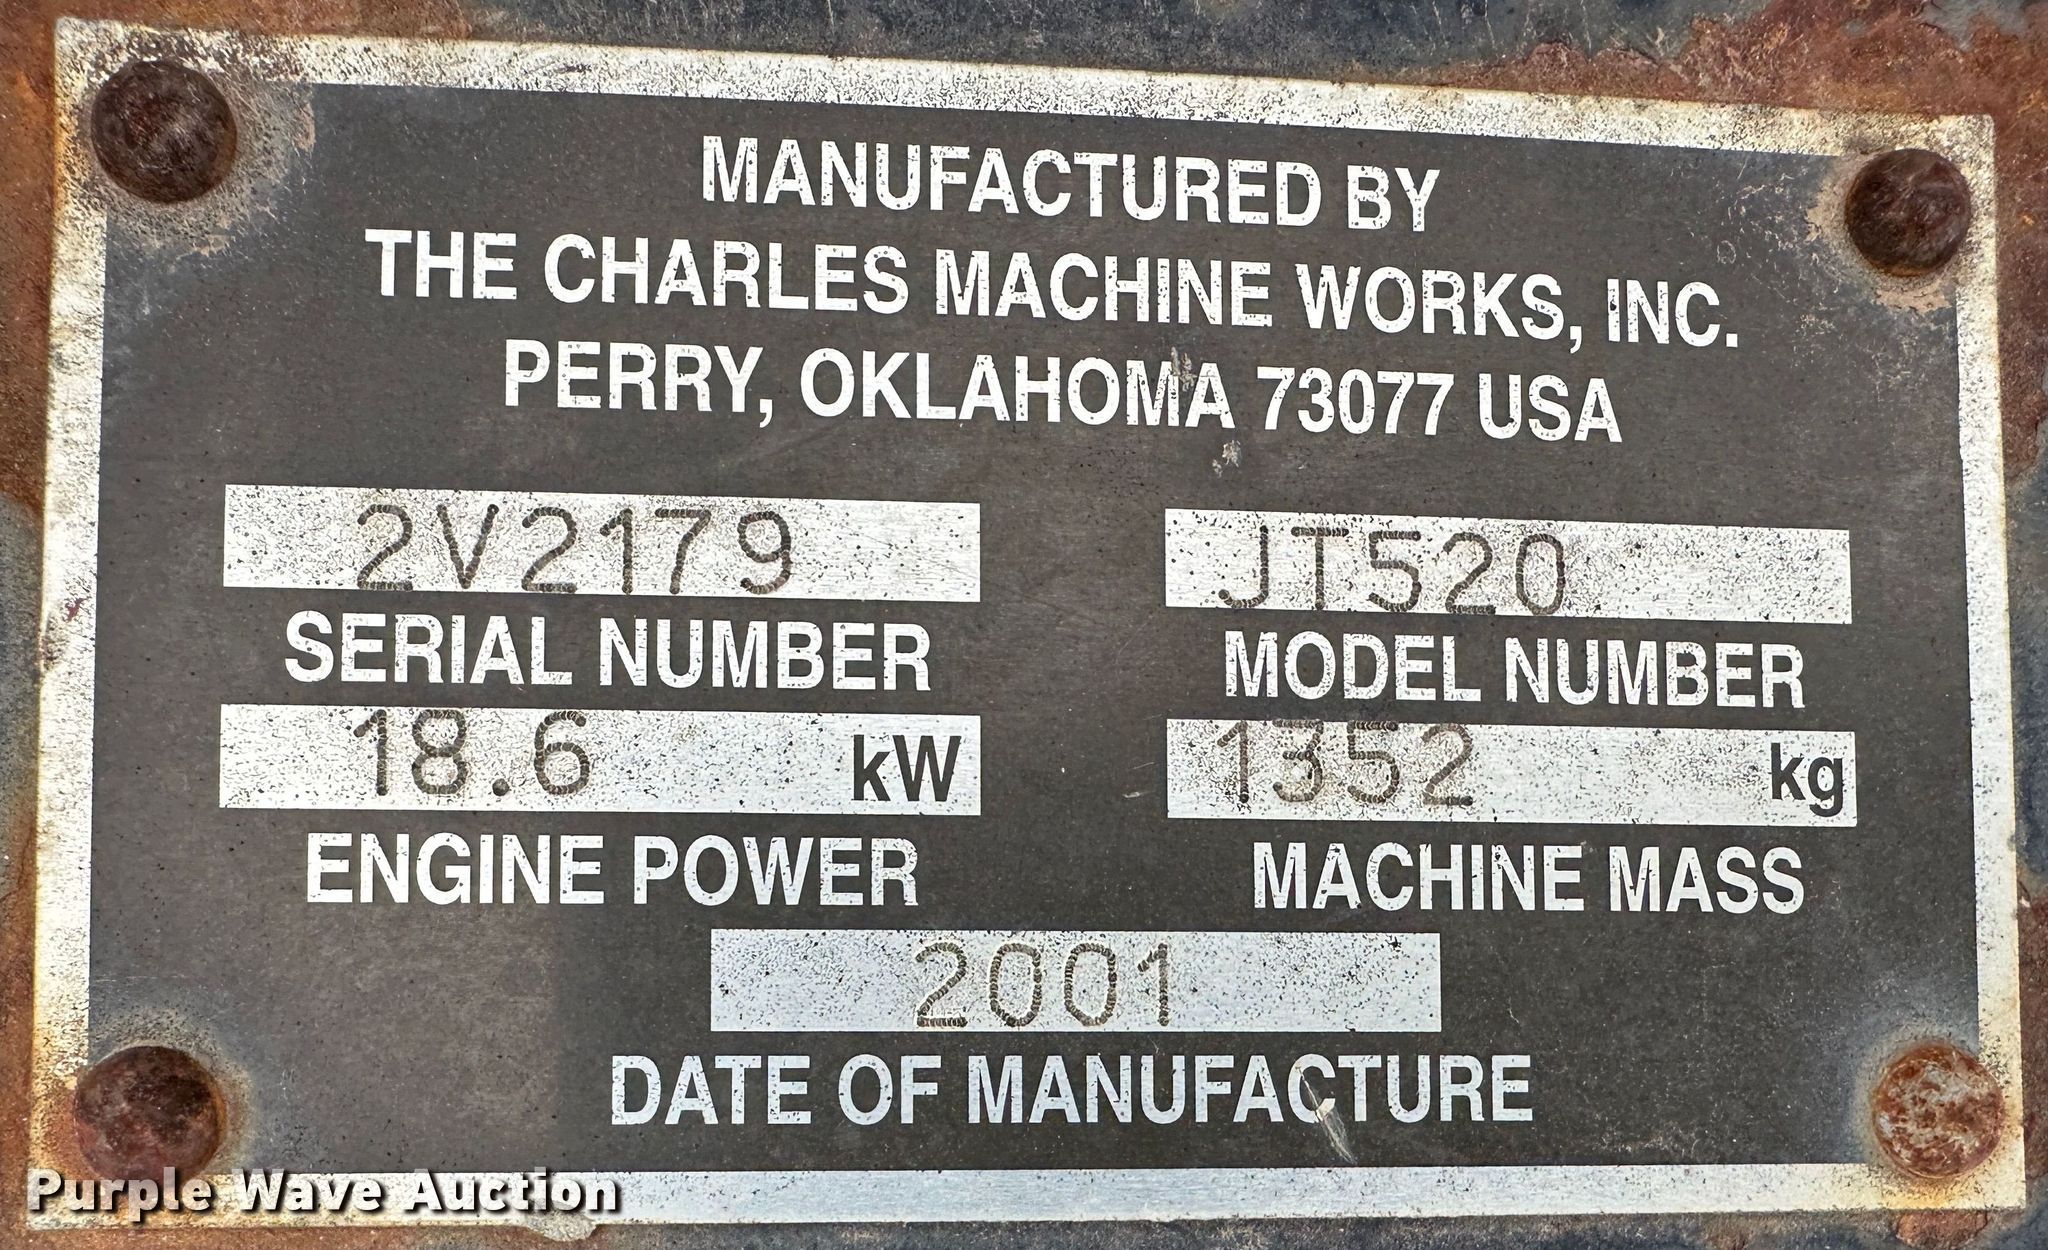 MANUFACTURED BY
THE CHARLES MACHINE WORKS, INC.
PERRY, OKLAHOMA 73077 USA
2V2179 JT520
SERIAL NUMBER MODEL NUMBER
18.6 kW 1352 kg
ENGINE POWER MACHINE MASS
2001
DATE OF MANUFACTURE
Purple Wave Auction